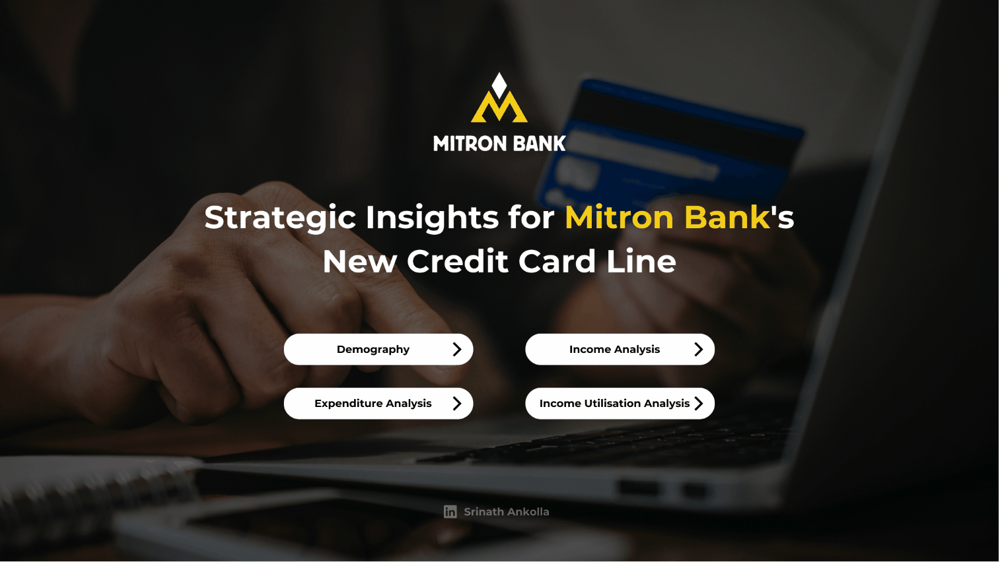 MITRON BANK
Strategic Insights for Mitron Bank's
New Credit Card Line
Demography
Income Analysis
Expenditure Analysis
Income Utilisation Analysis
in Srinath Ankolla